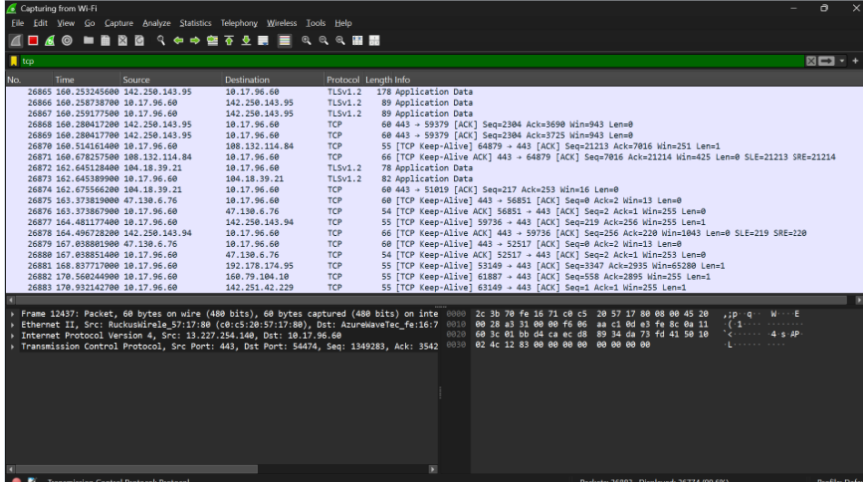 Capturing from Wi-Fi
File Edit View Go Capture Analyze Statistics Telephony Wireless Tools Help
tcp
No. Time Source Destination Protocol Length Info
26865 160.253245600 142.250.143.95 10.17.96.60 TLSv1.2 178 Application Data
26866 160.258738700 10.17.96.60 142.250.143.95 TLSv1.2 89 Application Data
26867 160.259177500 10.17.96.60 142.250.143.95 TLSv1.2 89 Application Data
26868 160.280417200 142.250.143.95 10.17.96.60 TCP 60 443 → 59379 [ACK] Seq=2304 Ack=3690 Win=943 Len=0
26869 160.280417700 142.250.143.95 10.17.96.60 TCP 60 443 → 59379 [ACK] Seq=2304 Ack=3725 Win=943 Len=0
26870 160.514161400 10.17.96.60 108.132.114.84 TCP 55 [TCP Keep-Alive] 64879 → 443 [ACK] Seq=21213 Ack=7016 Win=251 Len=1
26871 160.678257500 108.132.114.84 10.17.96.60 TCP 66 [TCP Keep-Alive ACK] 443 → 64879 [ACK] Seq=7016 Ack=21214 Win=425 Len=0 SLE=21213 SRE=21214
26872 162.645128400 104.18.39.21 10.17.96.60 TLSv1.2 78 Application Data
26873 162.645389900 10.17.96.60 104.18.39.21 TLSv1.2 82 Application Data
26874 162.675566200 104.18.39.21 10.17.96.60 TCP 60 443 → 51019 [ACK] Seq=217 Ack=253 Win=16 Len=0
26875 163.373819000 47.130.6.76 10.17.96.60 TCP 60 [TCP Keep-Alive] 443 → 56851 [ACK] Seq=0 Ack=2 Win=13 Len=0
26876 163.373867900 10.17.96.60 47.130.6.76 TCP 54 [TCP Keep-Alive ACK] 56851 → 443 [ACK] Seq=2 Ack=1 Win=255 Len=0
26877 164.481177400 10.17.96.60 142.250.143.94 TCP 55 [TCP Keep-Alive] 59736 → 443 [ACK] Seq=219 Ack=256 Win=255 Len=1
26878 164.496728200 142.250.143.94 10.17.96.60 TCP 66 [TCP Keep-Alive ACK] 443 → 59736 [ACK] Seq=256 Ack=220 Win=1043 Len=0 SLE=219 SRE=220
26879 167.038801900 47.130.6.76 10.17.96.60 TCP 60 [TCP Keep-Alive] 443 → 52517 [ACK] Seq=0 Ack=2 Win=13 Len=0
26880 167.038851400 10.17.96.60 47.130.6.76 TCP 54 [TCP Keep-Alive ACK] 52517 → 443 [ACK] Seq=2 Ack=1 Win=253 Len=0
26881 168.837717000 10.17.96.60 192.178.174.95 TCP 55 [TCP Keep-Alive] 53149 → 443 [ACK] Seq=3347 Ack=2935 Win=65280 Len=1
26882 170.560244900 10.17.96.60 160.79.104.10 TCP 55 [TCP Keep-Alive] 61887 → 443 [ACK] Seq=558 Ack=2895 Win=255 Len=1
26883 170.932142700 10.17.96.60 142.251.42.229 TCP 55 [TCP Keep-Alive] 63149 → 443 [ACK] Seq=1 Ack=1 Win=255 Len=1
Frame 12437: Packet, 60 bytes on wire (480 bits), 60 bytes captured (480 bits) on inte
Ethernet II, Src: RuckusWirele_57:17:80 (c0:c5:20:57:17:80), Dst: AzureWaveTec_fe:16:7
Internet Protocol Version 4, Src: 13.227.254.140, Dst: 10.17.96.60
Transmission Control Protocol, Src Port: 443, Dst Port: 54474, Seq: 1349283, Ack: 3542
0000 2c 3b 70 fe 16 71 c0 c5 20 57 17 80 08 00 45 20 ,;p··q·· W····E
0010 00 28 a3 31 00 00 f6 06 aa c1 0d e3 fe 8c 0a 11 ·(·1···· ········
0020 60 3c 01 bb d4 ca ec d8 89 34 da 73 fd 41 50 10 `<······ ·4·s·AP·
0030 02 4c 12 83 00 00 00 00 00 00 00 00 ·L······ ····
Transmission Control Protocol: Protocol